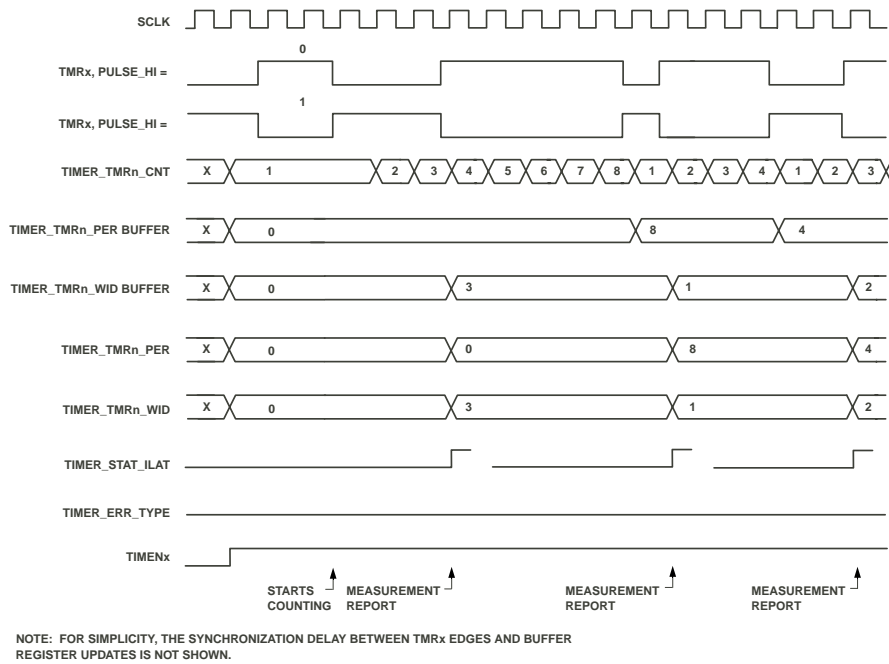 SCLK
0
TMRx, PULSE_HI =
1
TMRx, PULSE_HI =
TIMER_TMRn_CNT X 1 2 3 4 5 6 7 8 1 2 3 4 1 2 3
TIMER_TMRn_PER BUFFER X 0 8 4
TIMER_TMRn_WID BUFFER X 0 3 1 2
TIMER_TMRn_PER X 0 0 8 4
TIMER_TMRn_WID X 0 3 1 2
TIMER_STAT_ILAT
TIMER_ERR_TYPE
TIMENx
STARTS COUNTING
MEASUREMENT REPORT
MEASUREMENT REPORT
MEASUREMENT REPORT
NOTE: FOR SIMPLICITY, THE SYNCHRONIZATION DELAY BETWEEN TMRx EDGES AND BUFFER
REGISTER UPDATES IS NOT SHOWN.